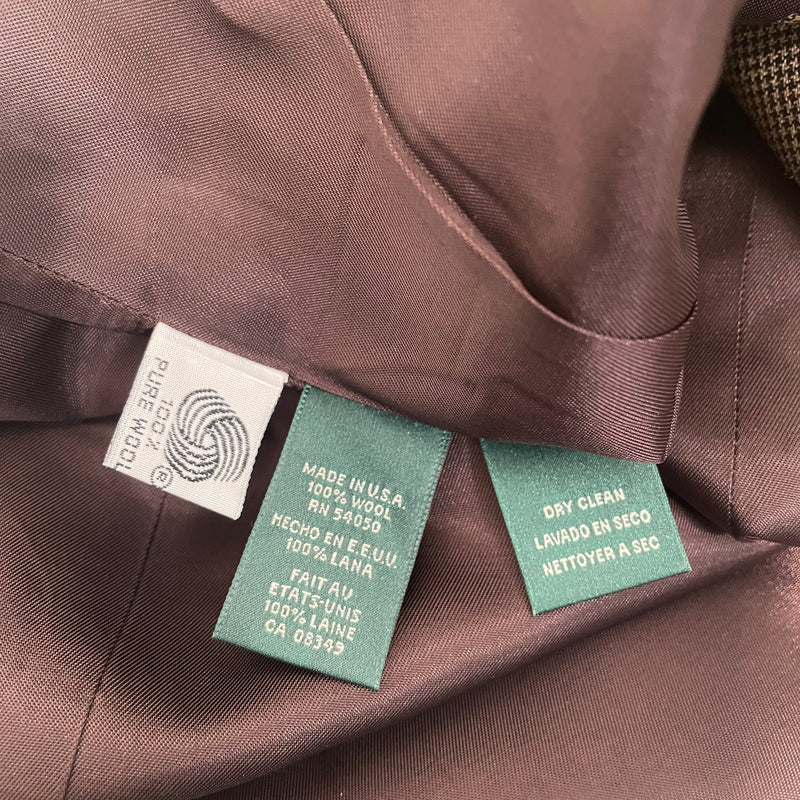 100%
PURE WOOL
®
MADE IN U.S.A.
100% WOOL
RN 54050
HECHO EN E.E.U.U.
100% LANA
FAIT AU
ETATS-UNIS
100% LAINE
CA 08349
DRY CLEAN
LAVADO EN SECO
NETTOYER A SEC